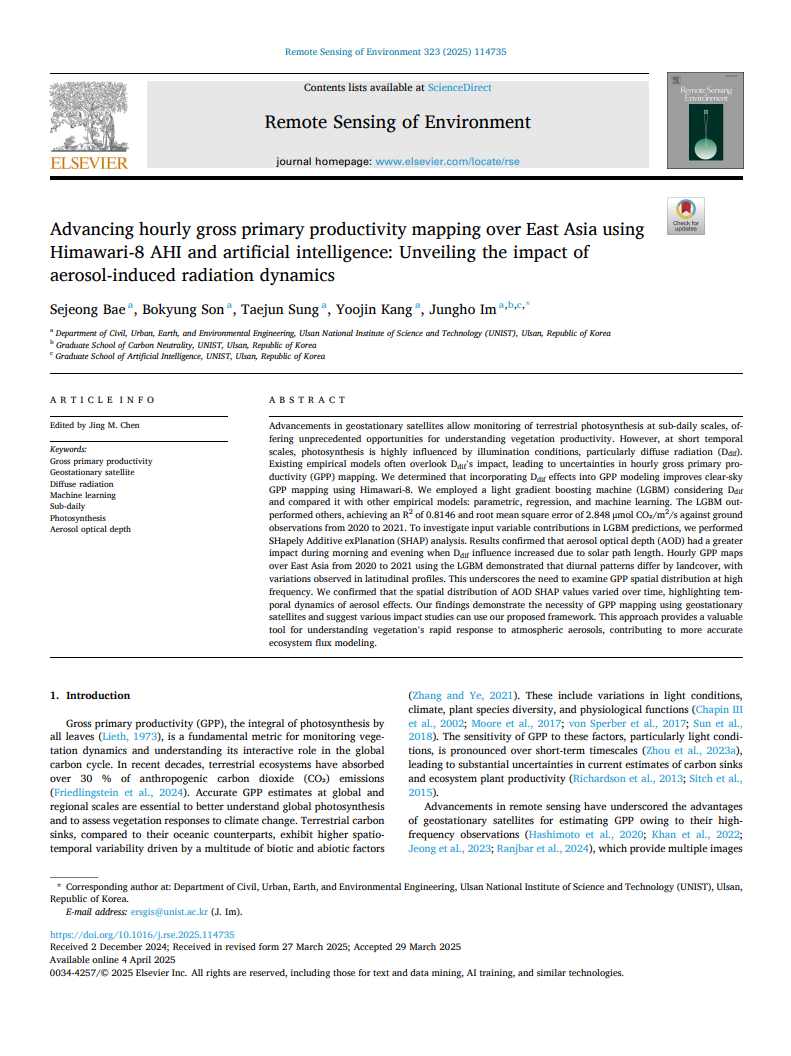 Remote Sensing of Environment 323 (2025) 114735
ELSEVIER
Contents lists available at ScienceDirect
Remote Sensing of Environment
journal homepage: www.elsevier.com/locate/rse
Remote Sensing
Environment
Check for
updates
Advancing hourly gross primary productivity mapping over East Asia using
Himawari-8 AHI and artificial intelligence: Unveiling the impact of
aerosol-induced radiation dynamics
Sejeong Bae a, Bokyung Son a, Taejun Sung a, Yoojin Kang a, Jungho Im a,b,c,*
a Department of Civil, Urban, Earth, and Environmental Engineering, Ulsan National Institute of Science and Technology (UNIST), Ulsan, Republic of Korea
b Graduate School of Carbon Neutrality, UNIST, Ulsan, Republic of Korea
c Graduate School of Artificial Intelligence, UNIST, Ulsan, Republic of Korea
ARTICLE INFO
Edited by Jing M. Chen
Keywords:
Gross primary productivity
Geostationary satellite
Diffuse radiation
Machine learning
Sub-daily
Photosynthesis
Aerosol optical depth
ABSTRACT
Advancements in geostationary satellites allow monitoring of terrestrial photosynthesis at sub-daily scales, of-
fering unprecedented opportunities for understanding vegetation productivity. However, at short temporal
scales, photosynthesis is highly influenced by illumination conditions, particularly diffuse radiation (Ddif).
Existing empirical models often overlook Ddif's impact, leading to uncertainties in hourly gross primary pro-
ductivity (GPP) mapping. We determined that incorporating Ddif effects into GPP modeling improves clear-sky
GPP mapping using Himawari-8. We employed a light gradient boosting machine (LGBM) considering Ddif
and compared it with other empirical models: parametric, regression, and machine learning. The LGBM out-
performed others, achieving an R2 of 0.8146 and root mean square error of 2.848 μmol CO₂/m²/s against ground
observations from 2020 to 2021. To investigate input variable contributions in LGBM predictions, we performed
SHapely Additive exPlanation (SHAP) analysis. Results confirmed that aerosol optical depth (AOD) had a greater
impact during morning and evening when Ddif influence increased due to solar path length. Hourly GPP maps
over East Asia from 2020 to 2021 using the LGBM demonstrated that diurnal patterns differ by landcover, with
variations observed in latitudinal profiles. This underscores the need to examine GPP spatial distribution at high
frequency. We confirmed that the spatial distribution of AOD SHAP values varied over time, highlighting tem-
poral dynamics of aerosol effects. Our findings demonstrate the necessity of GPP mapping using geostationary
satellites and suggest various impact studies can use our proposed framework. This approach provides a valuable
tool for understanding vegetation's rapid response to atmospheric aerosols, contributing to more accurate
ecosystem flux modeling.
1. Introduction
Gross primary productivity (GPP), the integral of photosynthesis by
all leaves (Lieth, 1973), is a fundamental metric for monitoring vege-
tation dynamics and understanding its interactive role in the global
carbon cycle. In recent decades, terrestrial ecosystems have absorbed
over 30 % of anthropogenic carbon dioxide (CO₂) emissions
(Friedlingstein et al., 2024). Accurate GPP estimates at global and
regional scales are essential to better understand global photosynthesis
and to assess vegetation responses to climate change. Terrestrial carbon
sinks, compared to their oceanic counterparts, exhibit higher spatio-
temporal variability driven by a multitude of biotic and abiotic factors
(Zhang and Ye, 2021). These include variations in light conditions,
climate, plant species diversity, and physiological functions (Chapin III
et al., 2002; Moore et al., 2017; von Sperber et al., 2017; Sun et al.,
2018). The sensitivity of GPP to these factors, particularly light condi-
tions, is pronounced over short-term timescales (Zhou et al., 2023a),
leading to substantial uncertainties in current estimates of carbon sinks
and ecosystem plant productivity (Richardson et al., 2013; Sitch et al.,
2015).
Advancements in remote sensing have underscored the advantages
of geostationary satellites for estimating GPP owing to their high-
frequency observations (Hashimoto et al., 2020; Khan et al., 2022;
Jeong et al., 2023; Ranjbar et al., 2024), which provide multiple images
* Corresponding author at: Department of Civil, Urban, Earth, and Environmental Engineering, Ulsan National Institute of Science and Technology (UNIST), Ulsan,
Republic of Korea.
E-mail address: ersgis@unist.ac.kr (J. Im).
https://doi.org/10.1016/j.rse.2025.114735
Received 2 December 2024; Received in revised form 27 March 2025; Accepted 29 March 2025
Available online 4 April 2025
0034-4257/© 2025 Elsevier Inc. All rights are reserved, including those for text and data mining, AI training, and similar technologies.